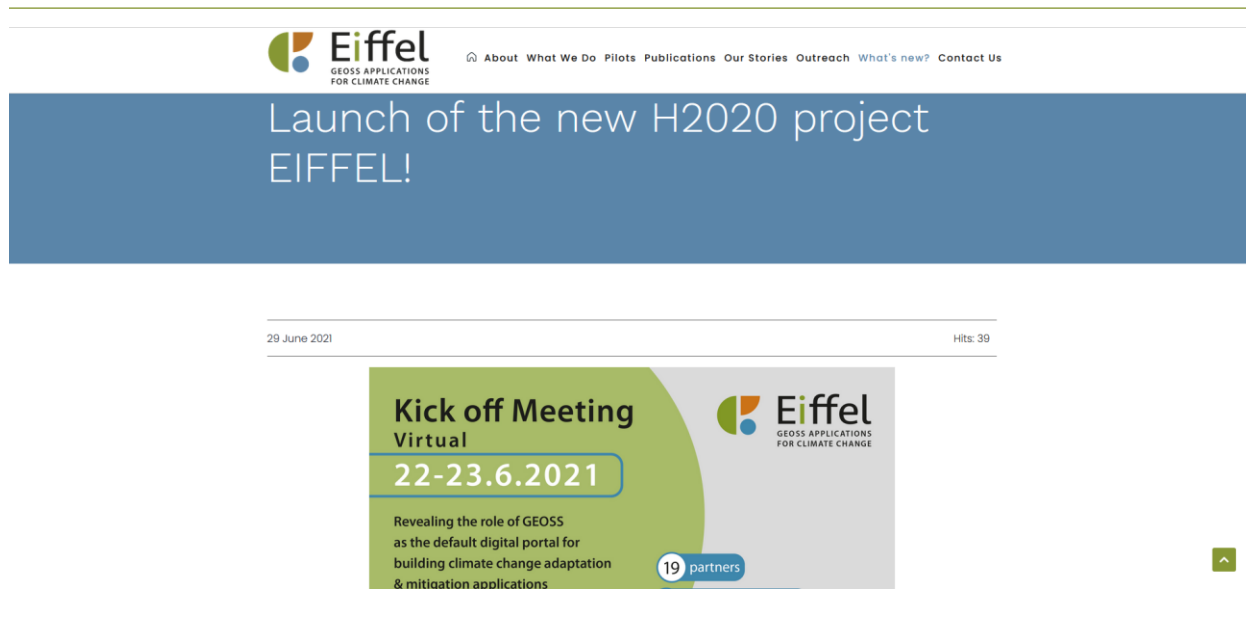 Eiffel
GEOSS APPLICATIONS
FOR CLIMATE CHANGE
About What We Do Pilots Publications Our Stories Outreach What's new? Contact Us
Launch of the new H2020 project
EIFFEL!
29 June 2021 Hits: 39
Kick off Meeting
Virtual
22-23.6.2021
Eiffel
GEOSS APPLICATIONS
FOR CLIMATE CHANGE
Revealing the role of GEOSS
as the default digital portal for
building climate change adaptation
& mitigation applications
19 partners